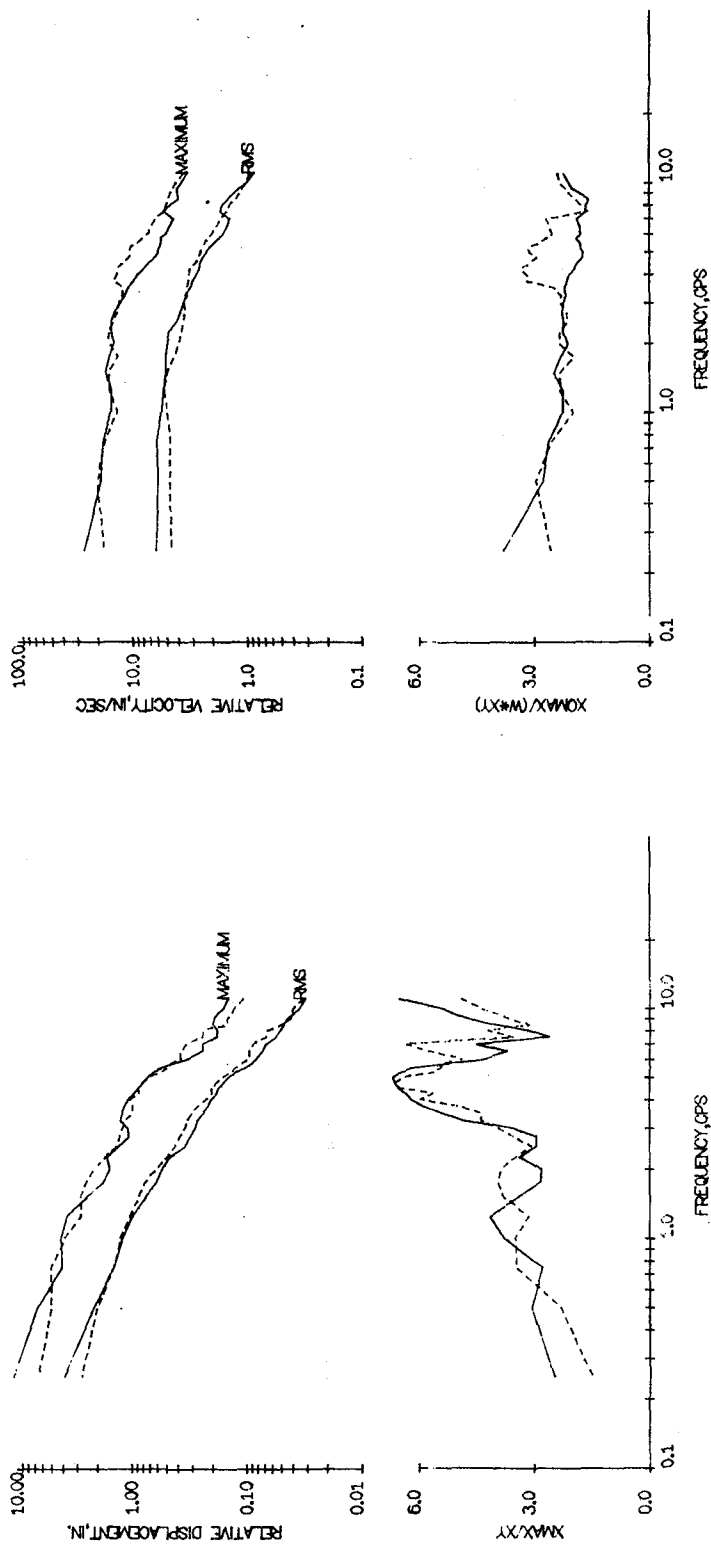 10.00
1.00
0.10
0.01
RELATIVE DISPLACEMENT,IN.
MAXIMUM
RMS
6.0
3.0
0.0
XMAX/XY
0.1
1.0
10.0
FREQUENCY,CPS
100.0
10.0
1.0
0.1
RELATIVE VELOCITY,IN/SEC
MAXIMUM
RMS
6.0
3.0
0.0
XQMAX/(W*XY)
0.1
1.0
10.0
FREQUENCY,CPS